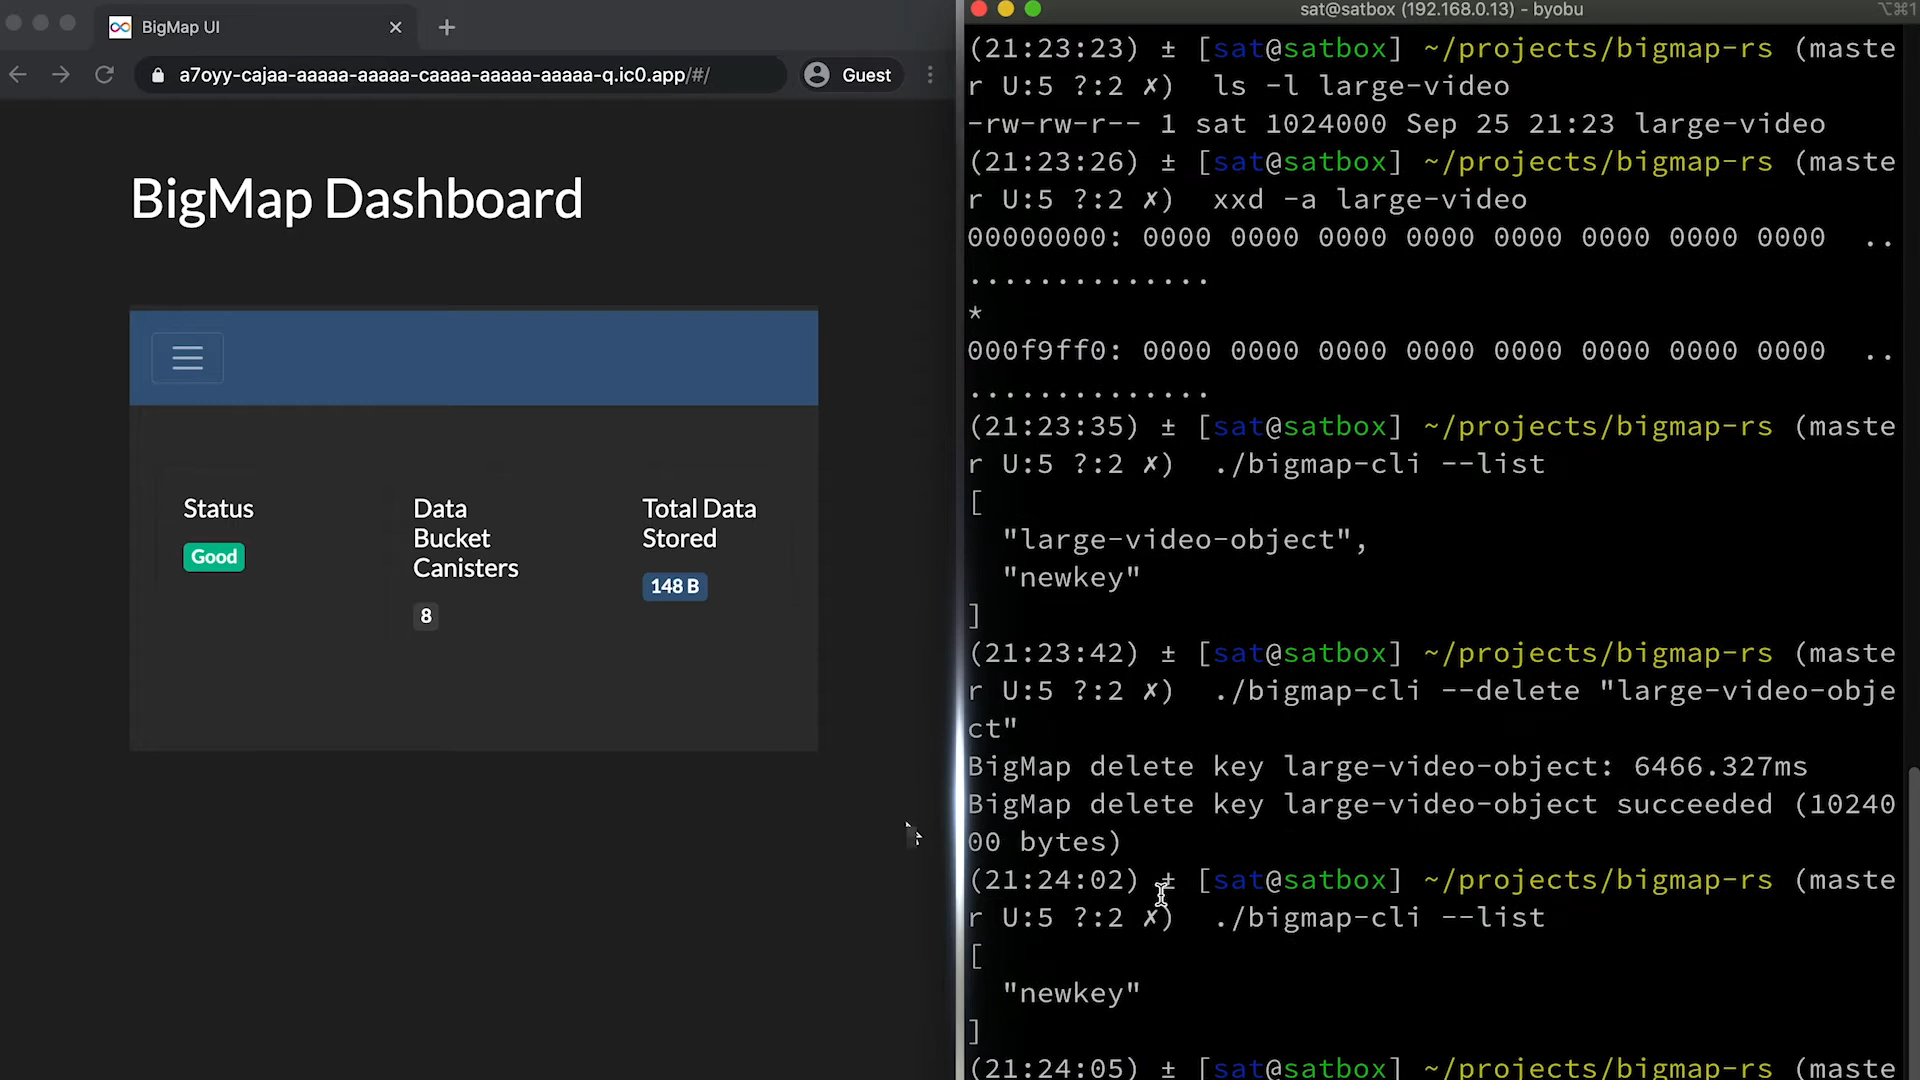 BigMap UI
a7oyy-cajaa-aaaaa-aaaaa-caaaa-aaaaa-aaaaa-q.ic0.app/#/
Guest
BigMap Dashboard
Status
Good
Data
Bucket
Canisters
8
Total Data
Stored
148 B
sat@satbox (192.168.0.13) - byobu
⌥⌘1
(21:23:23) ± [sat@satbox] ~/projects/bigmap-rs (maste
r U:5 ?:2 ✗) ls -l large-video
-rw-rw-r-- 1 sat 1024000 Sep 25 21:23 large-video
(21:23:26) ± [sat@satbox] ~/projects/bigmap-rs (maste
r U:5 ?:2 ✗) xxd -a large-video
00000000: 0000 0000 0000 0000 0000 0000 0000 0000 ..
..............
*
000f9ff0: 0000 0000 0000 0000 0000 0000 0000 0000 ..
..............
(21:23:35) ± [sat@satbox] ~/projects/bigmap-rs (maste
r U:5 ?:2 ✗) ./bigmap-cli --list
[
"large-video-object",
"newkey"
]
(21:23:42) ± [sat@satbox] ~/projects/bigmap-rs (maste
r U:5 ?:2 ✗) ./bigmap-cli --delete "large-video-obje
ct"
BigMap delete key large-video-object: 6466.327ms
BigMap delete key large-video-object succeeded (10240
00 bytes)
(21:24:02) ± [sat@satbox] ~/projects/bigmap-rs (maste
r U:5 ?:2 ✗) ./bigmap-cli --list
[
"newkey"
]
(21:24:05) ± [sat@satbox] ~/projects/bigmap-rs (maste